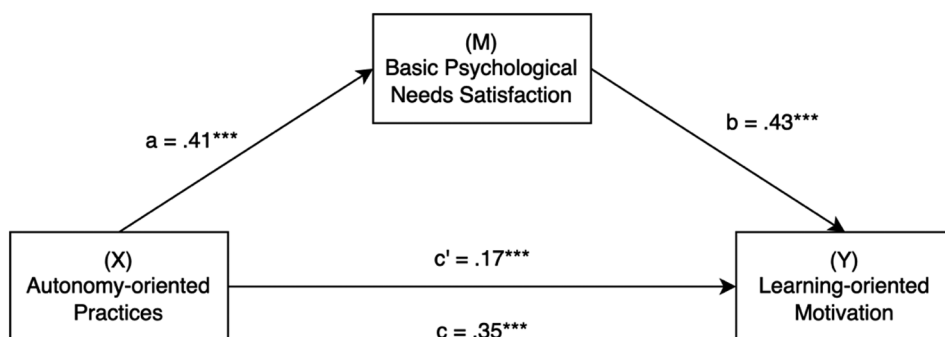 (M)
Basic Psychological
Needs Satisfaction
a = .41***
b = .43***
(X)
Autonomy-oriented
Practices
c' = .17***
c = .35***
(Y)
Learning-oriented
Motivation